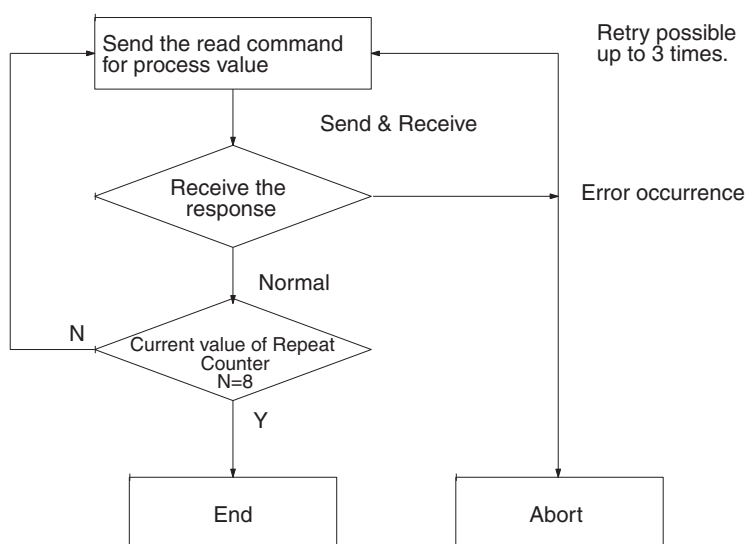 Send the read command
for process value
Retry possible
up to 3 times.
Send & Receive
Receive the
response
Error occurrence
Normal
N
Current value of Repeat
Counter
N=8
Y
End
Abort